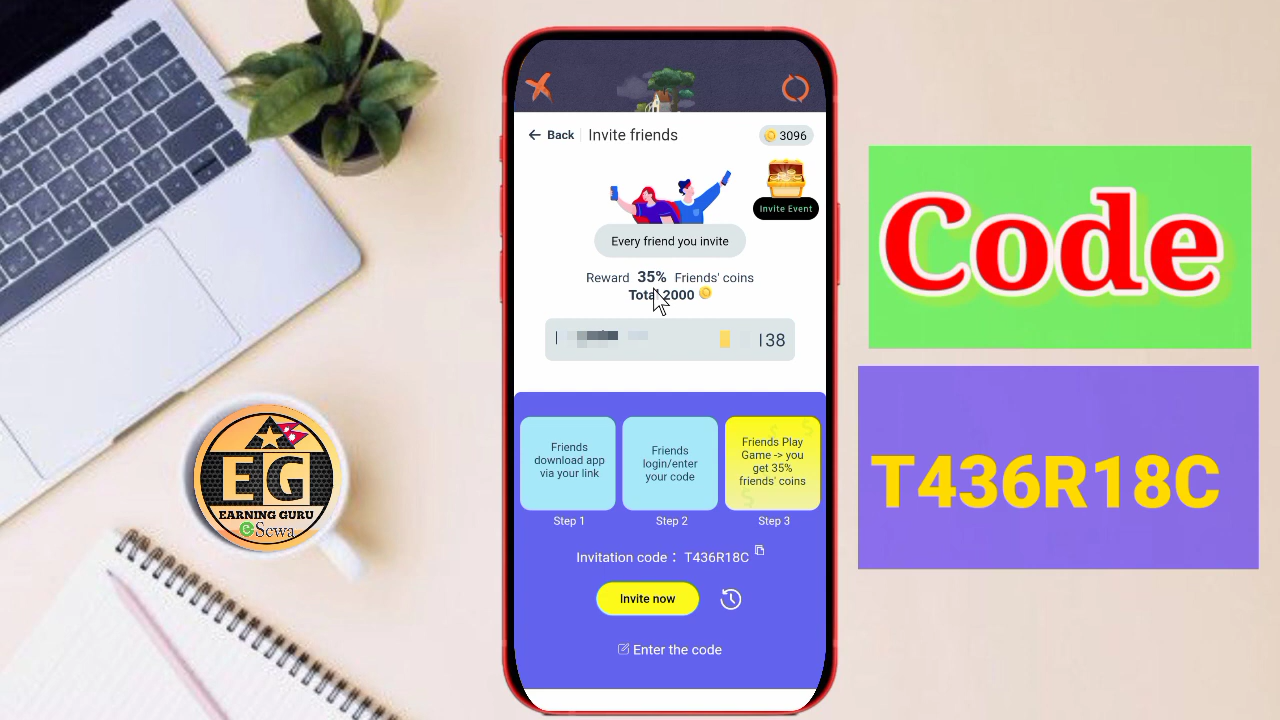 Back
Invite friends
3096
Invite Event
Every friend you invite
Reward 35% Friends' coins
Total 2000
38
Friends
download app
via your link
Friends
login/enter
your code
Friends Play
Game -> you
get 35%
friends' coins
Step 1
Step 2
Step 3
Invitation code : T436R18C
Invite now
Enter the code
Code
T436R18C
EG
EARNING GURU
eSewa